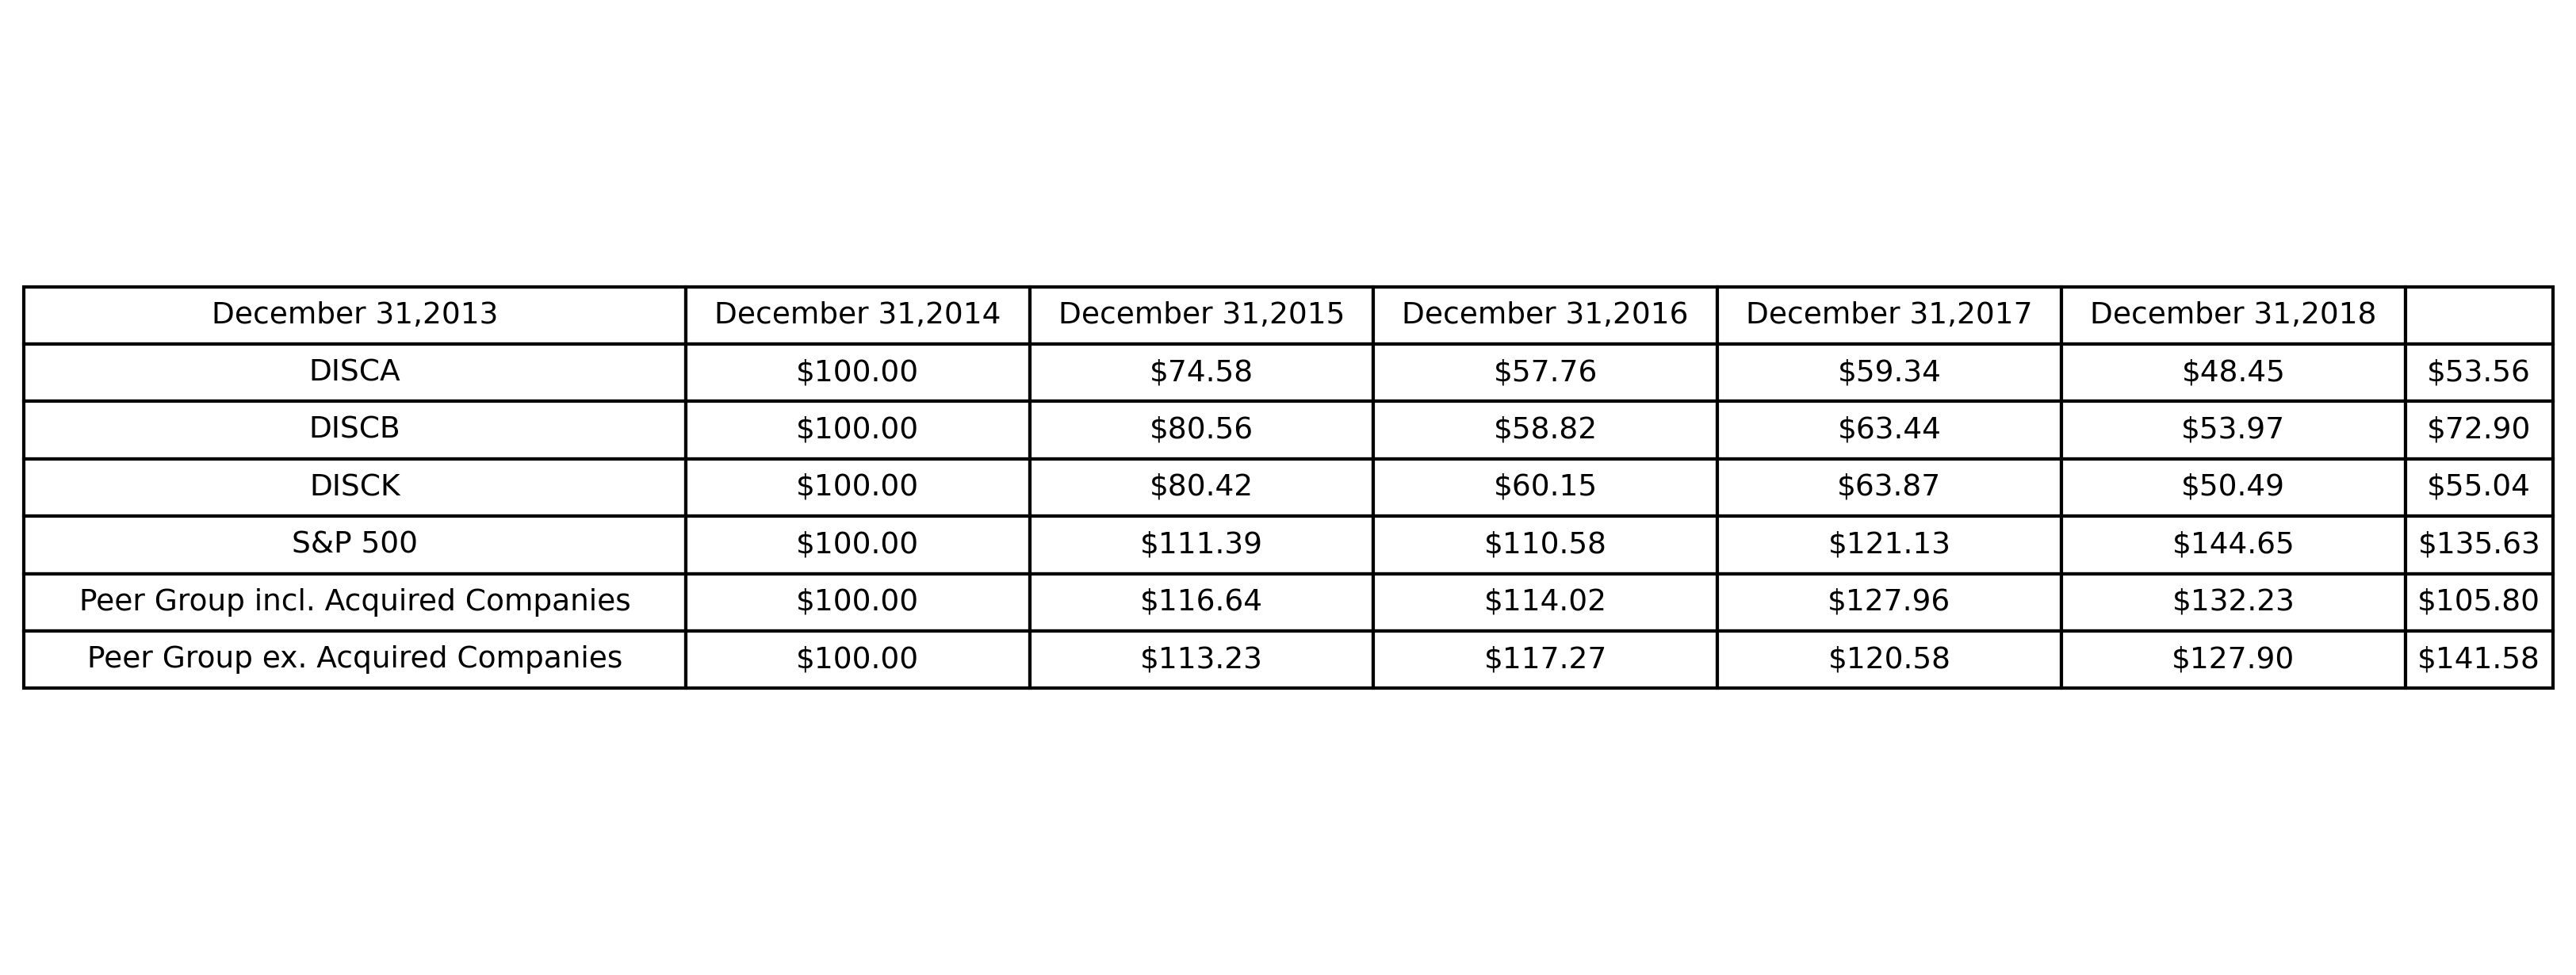 December 31,2013 December 31,2014 December 31,2015 December 31,2016 December 31,2017 December 31,2018
DISCA $100.00 $74.58 $57.76 $59.34 $48.45 $53.56
DISCB $100.00 $80.56 $58.82 $63.44 $53.97 $72.90
DISCK $100.00 $80.42 $60.15 $63.87 $50.49 $55.04
S&P 500 $100.00 $111.39 $110.58 $121.13 $144.65 $135.63
Peer Group incl. Acquired Companies $100.00 $116.64 $114.02 $127.96 $132.23 $105.80
Peer Group ex. Acquired Companies $100.00 $113.23 $117.27 $120.58 $127.90 $141.58